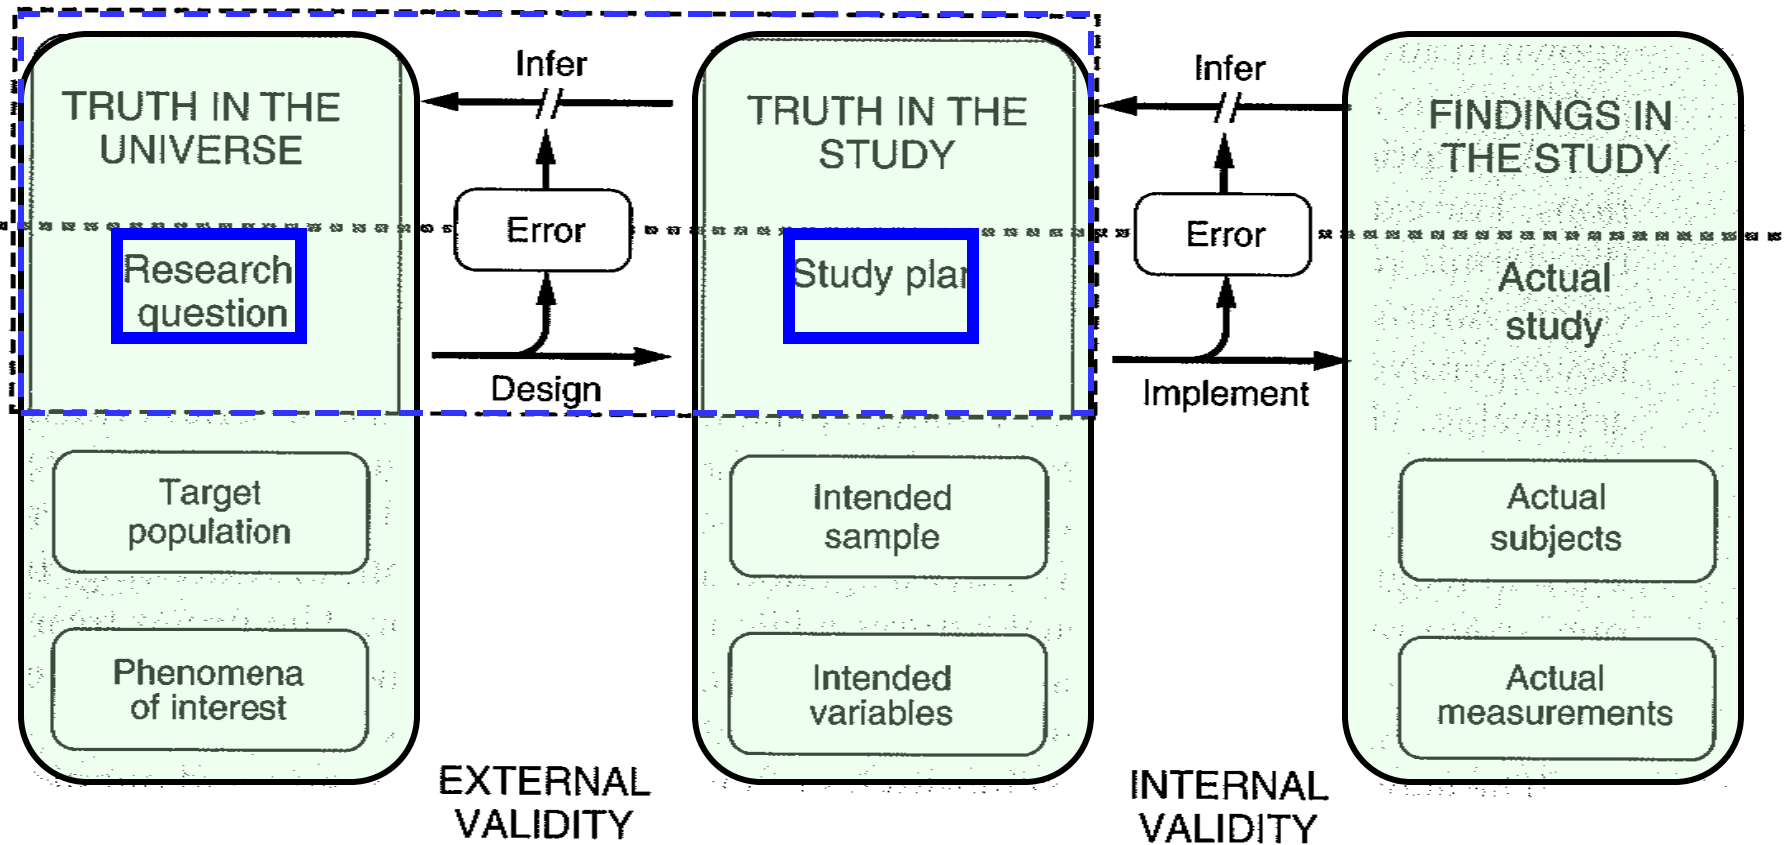 TRUTH IN THE
UNIVERSE
Research
question
Target
population
Phenomena
of interest
Infer
Error
Design
EXTERNAL
VALIDITY
TRUTH IN THE
STUDY
Study plan
Intended
sample
Intended
variables
Infer
Error
Implement
INTERNAL
VALIDITY
FINDINGS IN
THE STUDY
Actual
study
Actual
subjects
Actual
measurements